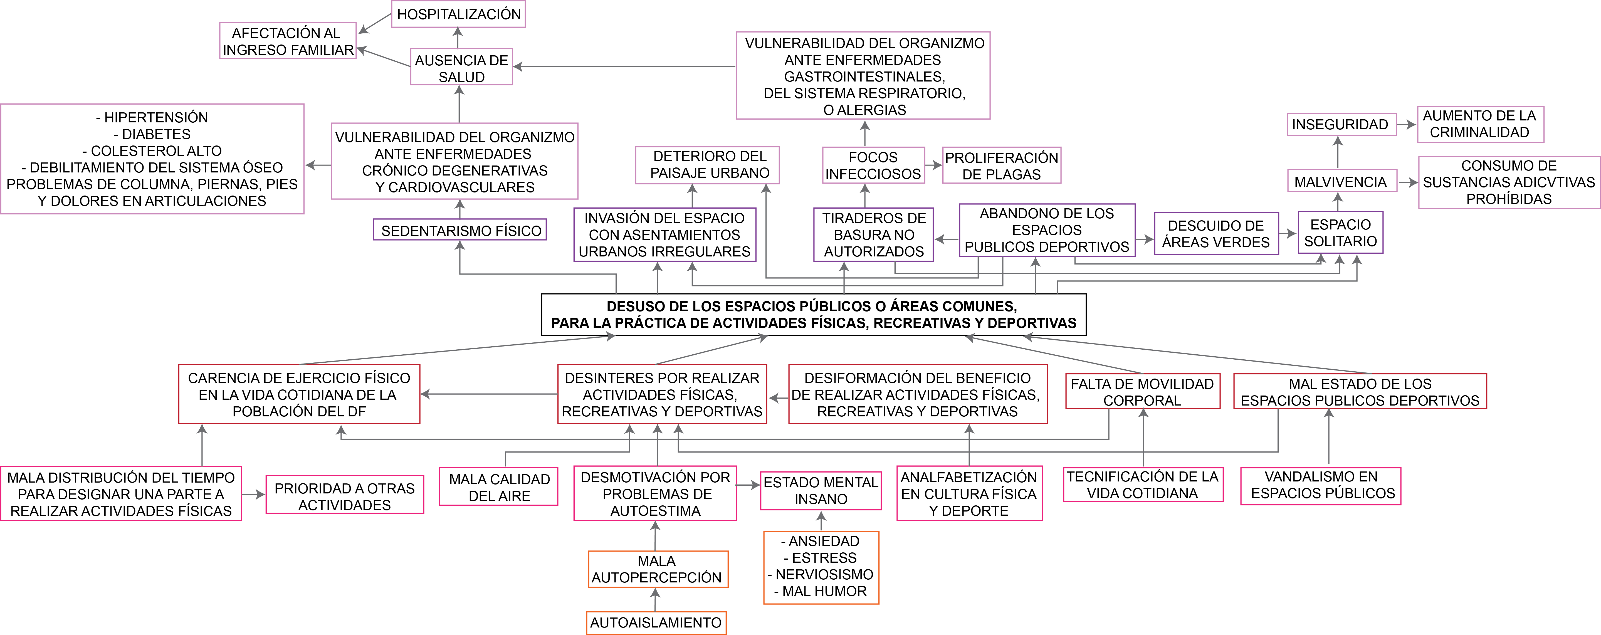 HOSPITALIZACIÓN
AFECTACIÓN AL
INGRESO FAMILIAR
AUSENCIA DE
SALUD
VULNERABILIDAD DEL ORGANIZMO
ANTE ENFERMEDADES
GASTROINTESTINALES,
DEL SISTEMA RESPIRATORIO,
O ALERGIAS
- HIPERTENSIÓN
- DIABETES
- COLESTEROL ALTO
- DEBILITAMIENTO DEL SISTEMA ÓSEO
PROBLEMAS DE COLUMNA, PIERNAS, PIES
Y DOLORES EN ARTICULACIONES
VULNERABILIDAD DEL ORGANIZMO
ANTE ENFERMEDADES
CRÓNICO DEGENERATIVAS
Y CARDIOVASCULARES
DETERIORO DEL
PAISAJE URBANO
FOCOS
INFECCIOSOS
PROLIFERACIÓN
DE PLAGAS
INSEGURIDAD
AUMENTO DE LA
CRIMINALIDAD
MALVIVENCIA
CONSUMO DE
SUSTANCIAS ADICVTIVAS
PROHÍBIDAS
SEDENTARISMO FÍSICO
INVASIÓN DEL ESPACIO
CON ASENTAMIENTOS
URBANOS IRREGULARES
TIRADEROS DE
BASURA NO
AUTORIZADOS
ABANDONO DE LOS
ESPACIOS
PUBLICOS DEPORTIVOS
DESCUIDO DE
ÁREAS VERDES
ESPACIO
SOLITARIO
DESUSO DE LOS ESPACIOS PÚBLICOS O ÁREAS COMUNES,
PARA LA PRÁCTICA DE ACTIVIDADES FÍSICAS, RECREATIVAS Y DEPORTIVAS
CARENCIA DE EJERCICIO FÍSICO
EN LA VIDA COTIDIANA DE LA
POBLACIÓN DEL DF
DESINTERES POR REALIZAR
ACTIVIDADES FÍSICAS,
RECREATIVAS Y DEPORTIVAS
DESIFORMACIÓN DEL BENEFICIO
DE REALIZAR ACTIVIDADES FÍSICAS,
RECREATIVAS Y DEPORTIVAS
FALTA DE MOVILIDAD
CORPORAL
MAL ESTADO DE LOS
ESPACIOS PUBLICOS DEPORTIVOS
MALA DISTRIBUCIÓN DEL TIEMPO
PARA DESIGNAR UNA PARTE A
REALIZAR ACTIVIDADES FÍSICAS
PRIORIDAD A OTRAS
ACTIVIDADES
MALA CALIDAD
DEL AIRE
DESMOTIVACIÓN POR
PROBLEMAS DE
AUTOESTIMA
ESTADO MENTAL
INSANO
ANALFABETIZACIÓN
EN CULTURA FÍSICA
Y DEPORTE
TECNIFICACIÓN DE LA
VIDA COTIDIANA
VANDALISMO EN
ESPACIOS PÚBLICOS
MALA
AUTOPERCEPCIÓN
- ANSIEDAD
- ESTRESS
- NERVIOSISMO
- MAL HUMOR
AUTOAISLAMIENTO